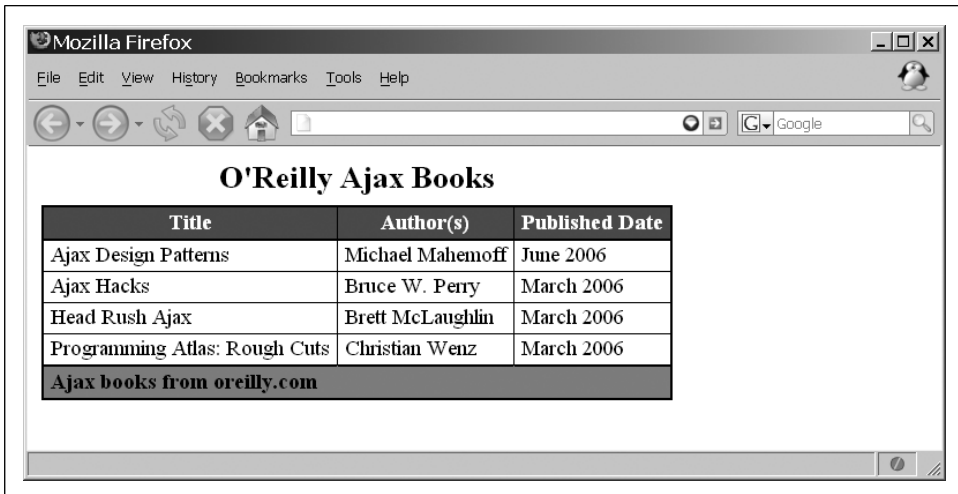 Mozilla Firefox
File Edit View History Bookmarks Tools Help
G Google
O'Reilly Ajax Books
Title Author(s) Published Date
Ajax Design Patterns Michael Mahemoff June 2006
Ajax Hacks Bruce W. Perry March 2006
Head Rush Ajax Brett McLaughlin March 2006
Programming Atlas: Rough Cuts Christian Wenz March 2006
Ajax books from oreilly.com